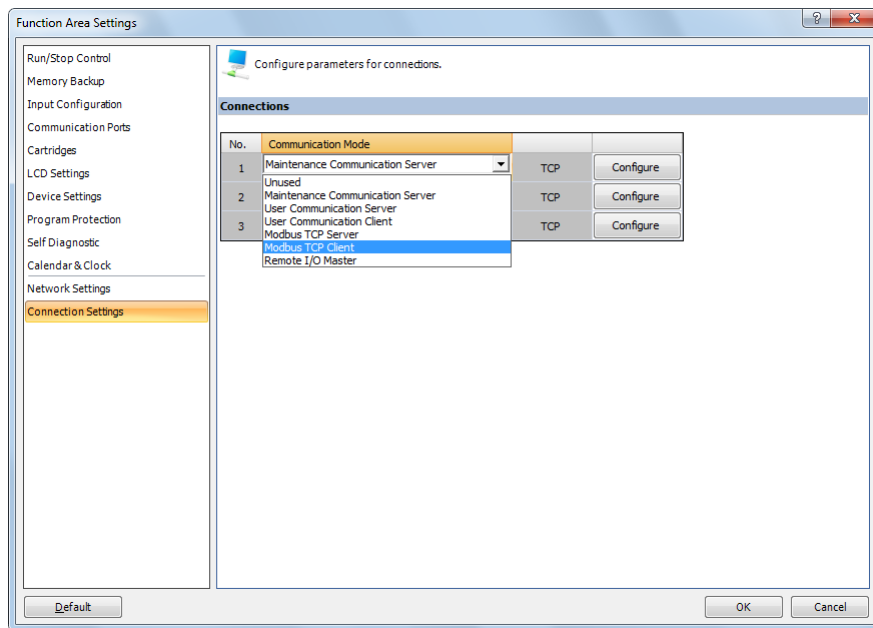 Function Area Settings
?
Run/Stop Control
Memory Backup
Input Configuration
Communication Ports
Cartridges
LCD Settings
Device Settings
Program Protection
Self Diagnostic
Calendar & Clock
Network Settings
Connection Settings
Configure parameters for connections.
Connections
No. Communication Mode
1 Maintenance Communication Server TCP Configure
Unused
Maintenance Communication Server
2 TCP Configure
User Communication Server
User Communication Client
Modbus TCP Server
3 TCP Configure
Modbus TCP Client
Remote I/O Master
Default OK Cancel